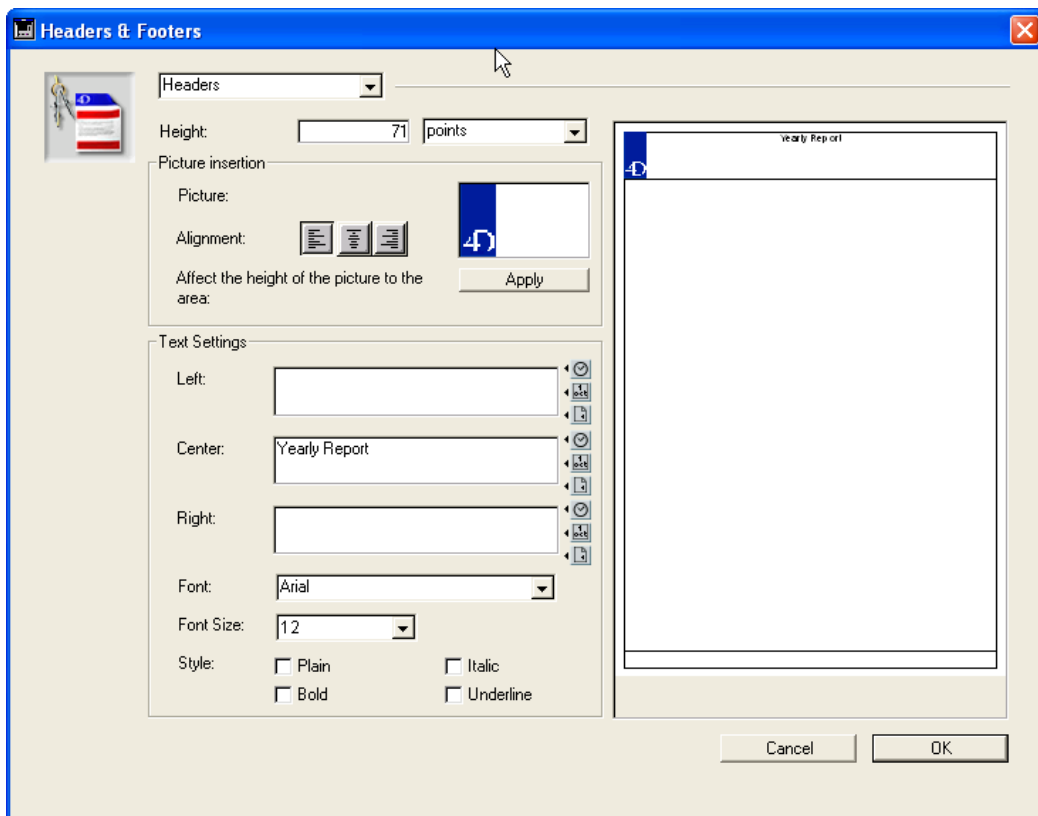 Headers & Footers
Headers
Height:
71
points
Picture insertion
Picture:
4D
Alignment:
Affect the height of the picture to the
area:
Apply
Text Settings
Left:
Center:
Yearly Report
Right:
Font:
Arial
Font Size:
12
Style:
Plain
Italic
Bold
Underline
Yearly Report
4D
Cancel
OK